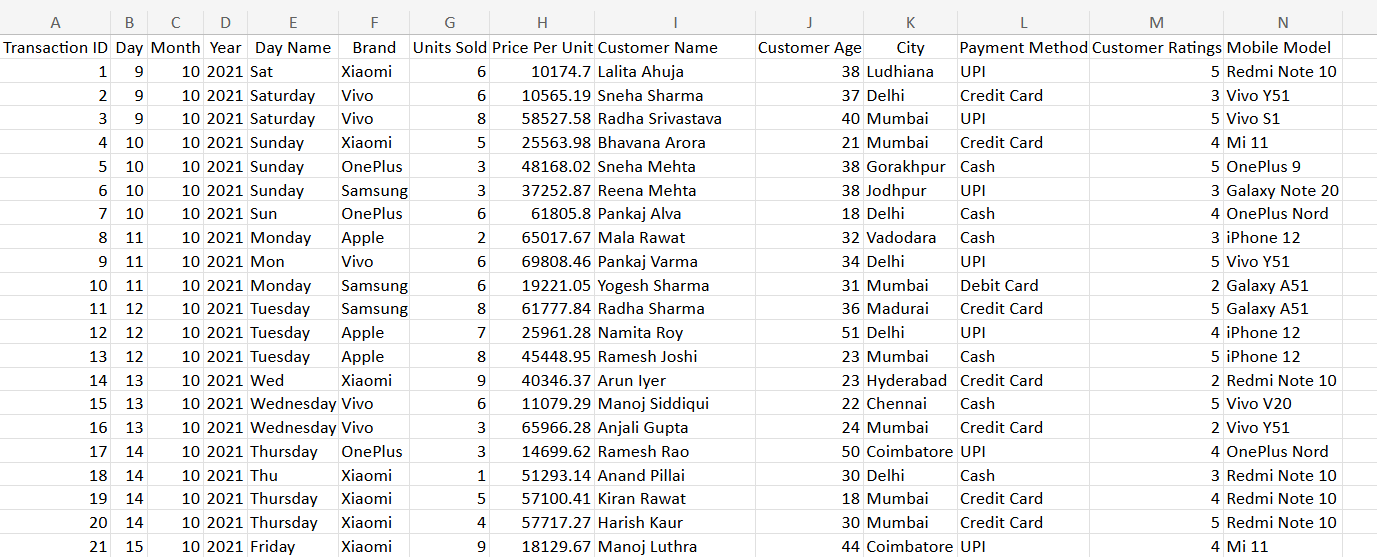 A B C D E F G H I J K L M N
Transaction ID Day Month Year Day Name Brand Units Sold Price Per Unit Customer Name Customer Age City Payment Method Customer Ratings Mobile Model
1 9 10 2021 Sat Xiaomi 6 10174.7 Lalita Ahuja 38 Ludhiana UPI 5 Redmi Note 10
2 9 10 2021 Saturday Vivo 6 10565.19 Sneha Sharma 37 Delhi Credit Card 3 Vivo Y51
3 9 10 2021 Saturday Vivo 8 58527.58 Radha Srivastava 40 Mumbai UPI 5 Vivo S1
4 10 10 2021 Sunday Xiaomi 5 25563.98 Bhavana Arora 21 Mumbai Credit Card 4 Mi 11
5 10 10 2021 Sunday OnePlus 3 48168.02 Sneha Mehta 38 Gorakhpur Cash 5 OnePlus 9
6 10 10 2021 Sunday Samsung 3 37252.87 Reena Mehta 38 Jodhpur UPI 3 Galaxy Note 20
7 10 10 2021 Sun OnePlus 6 61805.8 Pankaj Alva 18 Delhi Cash 4 OnePlus Nord
8 11 10 2021 Monday Apple 2 65017.67 Mala Rawat 32 Vadodara Cash 3 iPhone 12
9 11 10 2021 Mon Vivo 6 69808.46 Pankaj Varma 34 Delhi UPI 5 Vivo Y51
10 11 10 2021 Monday Samsung 6 19221.05 Yogesh Sharma 31 Mumbai Debit Card 2 Galaxy A51
11 12 10 2021 Tuesday Samsung 8 61777.84 Radha Sharma 36 Madurai Credit Card 5 Galaxy A51
12 12 10 2021 Tuesday Apple 7 25961.28 Namita Roy 51 Delhi UPI 4 iPhone 12
13 12 10 2021 Tuesday Apple 8 45448.95 Ramesh Joshi 23 Mumbai Cash 5 iPhone 12
14 13 10 2021 Wed Xiaomi 9 40346.37 Arun Iyer 23 Hyderabad Credit Card 2 Redmi Note 10
15 13 10 2021 Wednesday Vivo 6 11079.29 Manoj Siddiqui 22 Chennai Cash 5 Vivo V20
16 13 10 2021 Wednesday Vivo 3 65966.28 Anjali Gupta 24 Mumbai Credit Card 2 Vivo Y51
17 14 10 2021 Thursday OnePlus 3 14699.62 Ramesh Rao 50 Coimbatore UPI 4 OnePlus Nord
18 14 10 2021 Thu Xiaomi 1 51293.14 Anand Pillai 30 Delhi Cash 3 Redmi Note 10
19 14 10 2021 Thursday Xiaomi 5 57100.41 Kiran Rawat 18 Mumbai Credit Card 4 Redmi Note 10
20 14 10 2021 Thursday Xiaomi 4 57717.27 Harish Kaur 30 Mumbai Credit Card 5 Redmi Note 10
21 15 10 2021 Friday Xiaomi 9 18129.67 Manoj Luthra 44 Coimbatore UPI 4 Mi 11